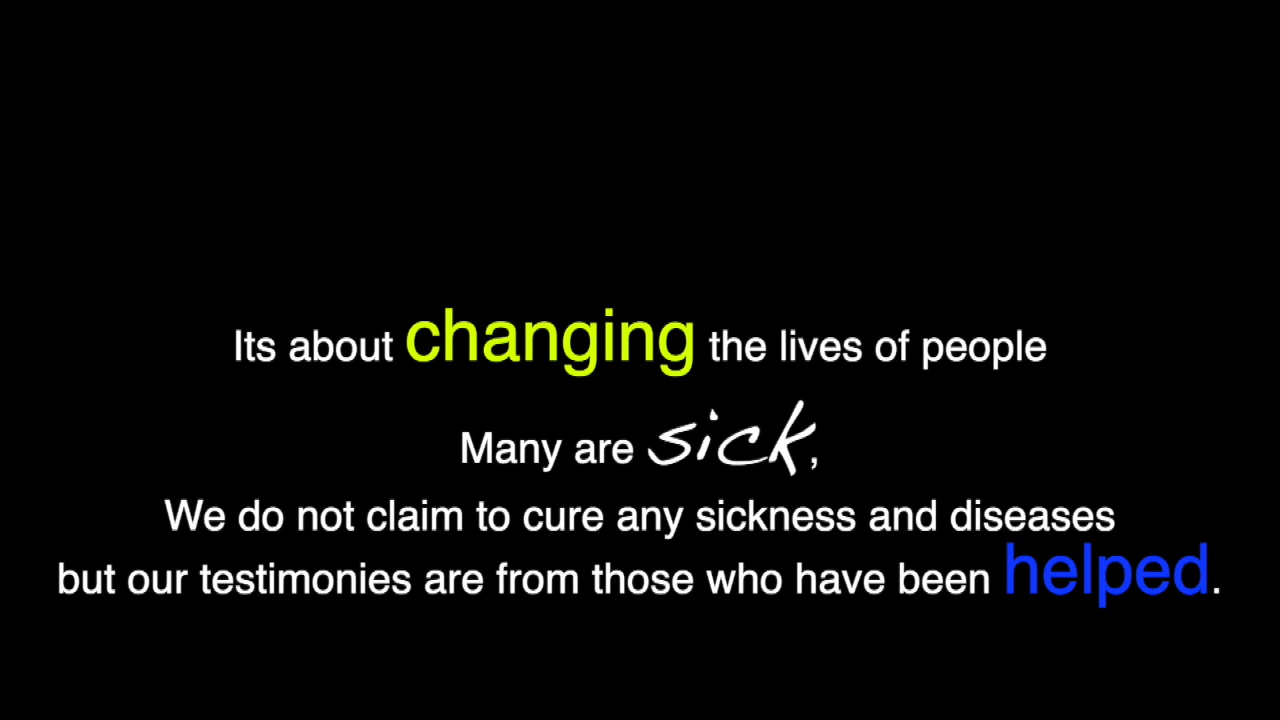 Its about changing the lives of people
Many are sick,
We do not claim to cure any sickness and diseases
but our testimonies are from those who have been helped.